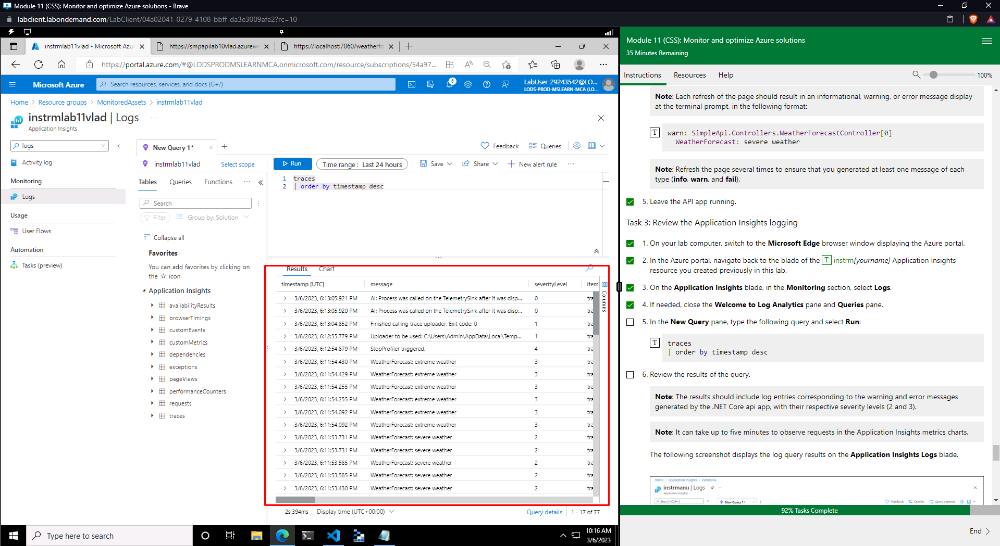 Module 11 (CSS): Monitor and optimize Azure solutions - Brave
labclient.labondemand.com/LabClient/04a02041-0279-4108-bbff-da3e3009afe2?rc=10
instrmlab11vlad - Microsoft Azur
https://smpapilab10vlad.azurewe
https://localhost:7060/weatherfo
https://portal.azure.com/#@LODSPRODMSLEARNMCA.onmicrosoft.com/resource/subscriptions/54a97...
Microsoft Azure
Search resources, services, and docs (G+/)
6
LabUser-29243542@LO...
LODS-PROD-MSLEARN-MCA (LO...
Home > Resource groups > MonitoredAssets > instrmlab11vlad
instrmlab11vlad | Logs ...
Application Insights
logs
Activity log
Monitoring
Logs
Usage
User Flows
Automation
Tasks (preview)
New Query 1*
Feedback
Queries
instrmlab11vlad
Select scope
Run
Time range : Last 24 hours
Save
Share
New alert rule
...
Tables
Queries
Functions
...
1 traces
2 | order by timestamp desc
Search
Filter
Group by: Solution
Collapse all
Favorites
You can add favorites by clicking on
the ☆ icon
Application Insights
availabilityResults
browserTimings
customEvents
customMetrics
dependencies
exceptions
pageViews
performanceCounters
requests
traces
Results
Chart
timestamp [UTC] message severityLevel itemT
Columns
3/6/2023, 6:13:05.921 PM AI: Process was called on the TelemetrySink after it was disp... 0 tra
3/6/2023, 6:13:05.920 PM AI: Process was called on the TelemetrySink after it was disp... 0 tra
3/6/2023, 6:13:04.852 PM Finished calling trace uploader. Exit code: 0 1 tra
3/6/2023, 6:12:55.779 PM Uploader to be used: C:\Users\Admin\AppData\Local\Temp... 1 tra
3/6/2023, 6:12:54.879 PM StopProfiler triggered. 4 tra
3/6/2023, 6:11:54.430 PM WeatherForecast: extreme weather 3 tra
3/6/2023, 6:11:54.429 PM WeatherForecast: extreme weather 3 tra
3/6/2023, 6:11:54.255 PM WeatherForecast: extreme weather 3 tra
3/6/2023, 6:11:54.255 PM WeatherForecast: extreme weather 3 tra
3/6/2023, 6:11:54.092 PM WeatherForecast: extreme weather 3 tra
3/6/2023, 6:11:54.092 PM WeatherForecast: extreme weather 3 tra
3/6/2023, 6:11:53.731 PM WeatherForecast: severe weather 2 tra
3/6/2023, 6:11:53.731 PM WeatherForecast: severe weather 2 tra
3/6/2023, 6:11:53.585 PM WeatherForecast: severe weather 2 tra
3/6/2023, 6:11:53.585 PM WeatherForecast: severe weather 2 tra
3/6/2023, 6:11:53.430 PM WeatherForecast: severe weather 2 tra
2s 394ms
Display time (UTC+00:00)
Query details
1 - 17 of 77
Type here to search
10:16 AM
3/6/2023
Module 11 (CSS): Monitor and optimize Azure solutions
35 Minutes Remaining
Instructions
Resources
Help
100%
Note: Each refresh of the page should result in an informational, warning, or error message display
at the terminal prompt, in the following format:
T
warn: SimpleApi.Controllers.WeatherForecastController[0]
WeatherForecast: severe weather
Note: Refresh the page several times to ensure that you generated at least one message of each
type (info, warn, and fail).
5. Leave the API app running.
Task 3: Review the Application Insights logging
1. On your lab computer, switch to the Microsoft Edge browser window displaying the Azure portal.
2. In the Azure portal, navigate back to the blade of the T instrm[yourname] Application Insights
resource you created previously in this lab.
3. On the Application Insights blade, in the Monitoring section, select Logs.
4. If needed, close the Welcome to Log Analytics pane and Queries pane.
5. In the New Query pane, type the following query and select Run:
T
traces
| order by timestamp desc
6. Review the results of the query.
Note: The results should include log entries corresponding to the warning and error messages
generated by the .NET Core api app, with their respective severity levels (2 and 3).
Note: It can take up to five minutes to observe requests in the Application Insights metrics charts.
The following screenshot displays the log query results on the Application Insights Logs blade.
Home > Application Insights > instrmanu
instrmanu | Logs ...
Application Insights
Search (Ctrl+/)
New Query 1*
Feedback
Queries
Query explorer
92% Tasks Complete
End